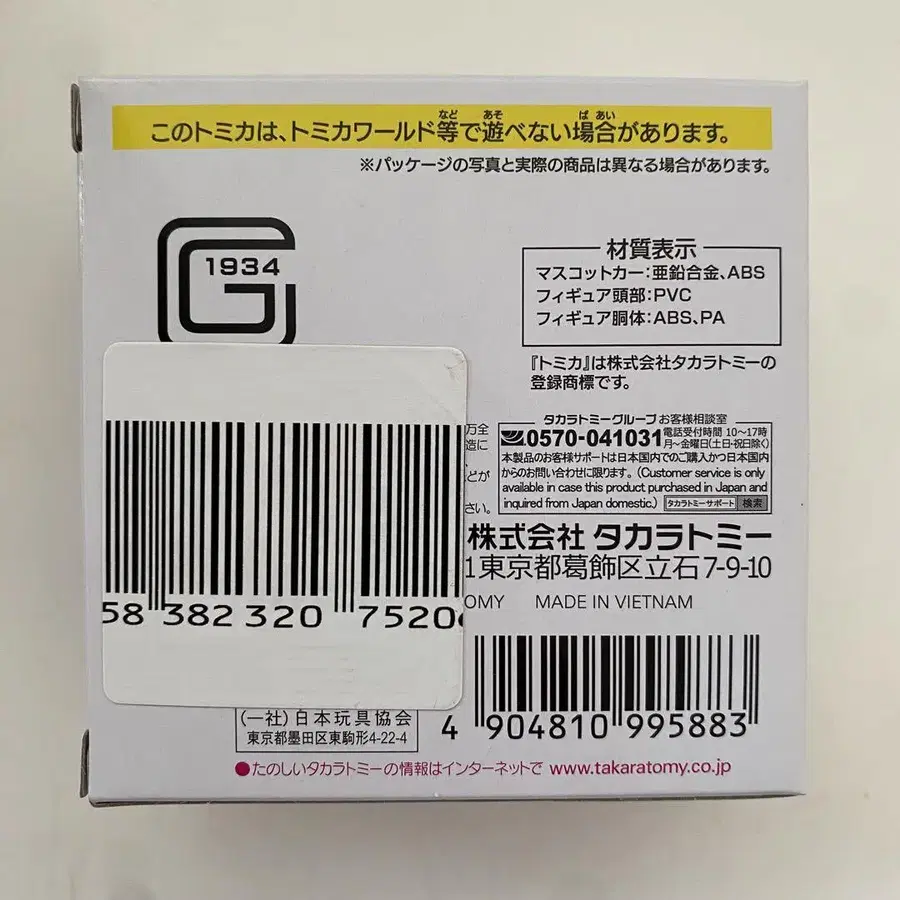 このトミカは、トミカワールド等で遊べない場合があります。
※パッケージの写真と実際の商品は異なる場合があります。
1934
G
材質表示
マスコットカー:亜鉛合金、ABS
フィギュア頭部:PVC
フィギュア胴体:ABS、PA
『トミカ』は株式会社タカラトミーの
登録商標です。
万全
造に
どが
さい。
タカラトミーグループ お客様相談室
0570-041031 電話受付時間 10〜17時
月〜金曜日(土日・祝日除く)
本製品のお客様サポートは日本国内でのご購入かつ日本国内
からのお問い合わせに限ります。(Customer service is only
available in case this product purchased in Japan and
inquired from Japan domestic.) タカラトミーサポート 検索
株式会社 タカラトミー
1東京都葛飾区立石7-9-10
OMY MADE IN VIETNAM
58 382 320 7520
4 904810 995883
(一社)日本玩具協会
東京都墨田区東駒形4-22-4
●たのしいタカラトミーの情報はインターネットで www.takaratomy.co.jp